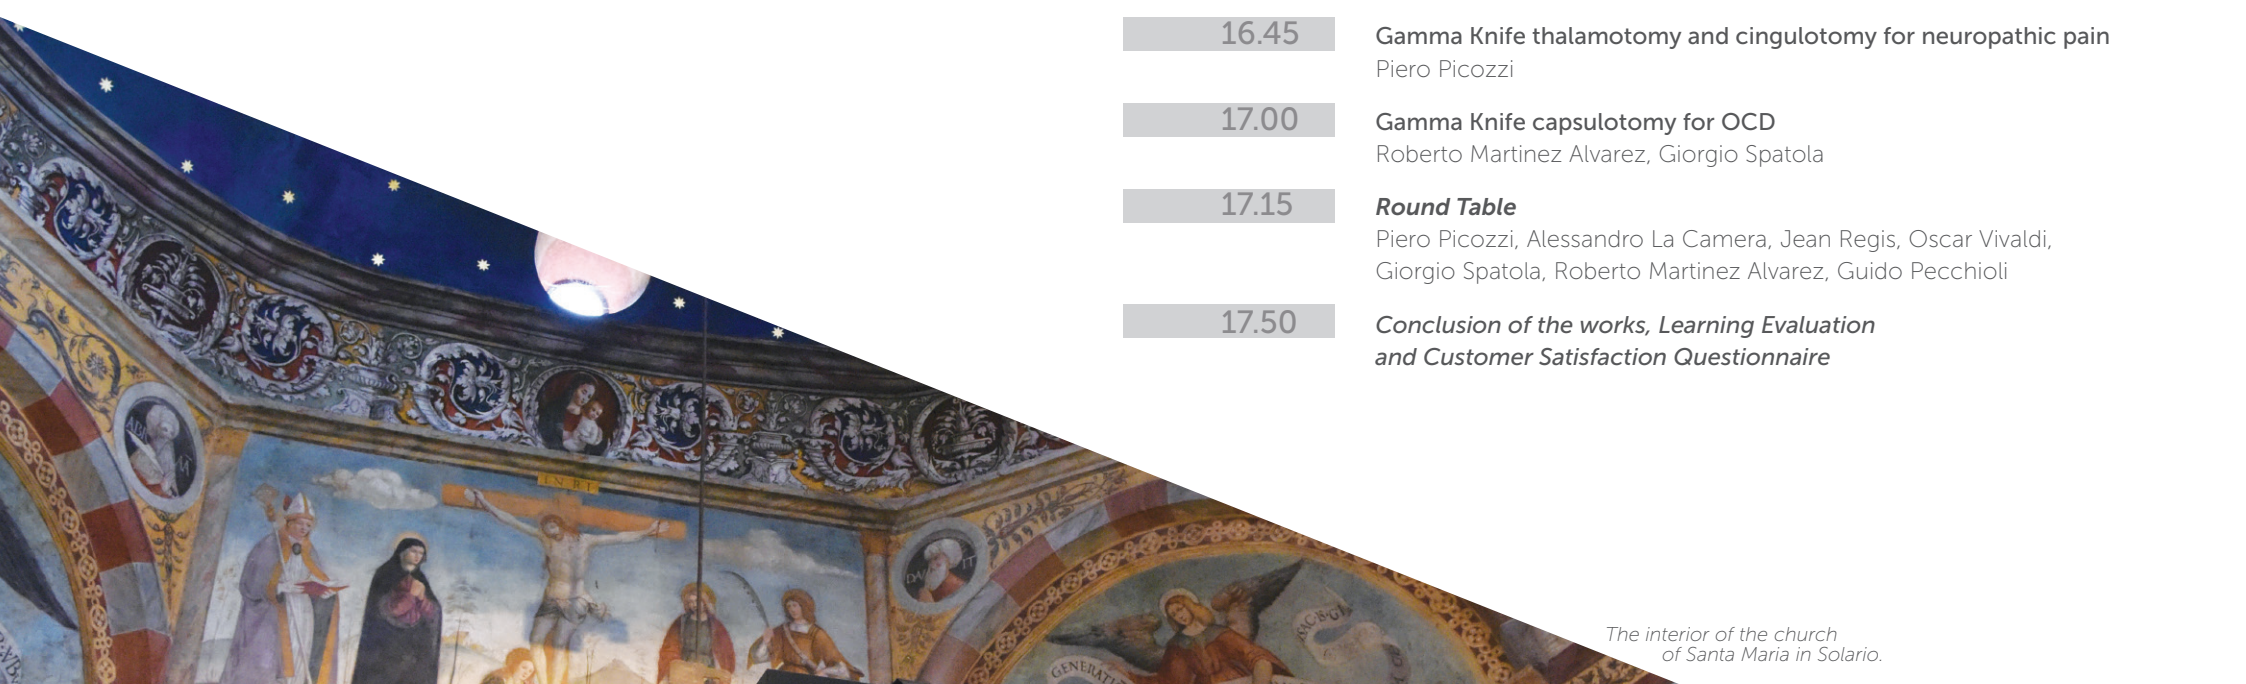 16.45
Gamma Knife thalamotomy and cingulotomy for neuropathic pain
Piero Picozzi
17.00
Gamma Knife capsulotomy for OCD
Roberto Martinez Alvarez, Giorgio Spatola
17.15
Round Table
Piero Picozzi, Alessandro La Camera, Jean Regis, Oscar Vivaldi,
Giorgio Spatola, Roberto Martinez Alvarez, Guido Pecchioli
17.50
Conclusion of the works, Learning Evaluation
and Customer Satisfaction Questionnaire
INRI
DA VIT
The interior of the church
of Santa Maria in Solario.